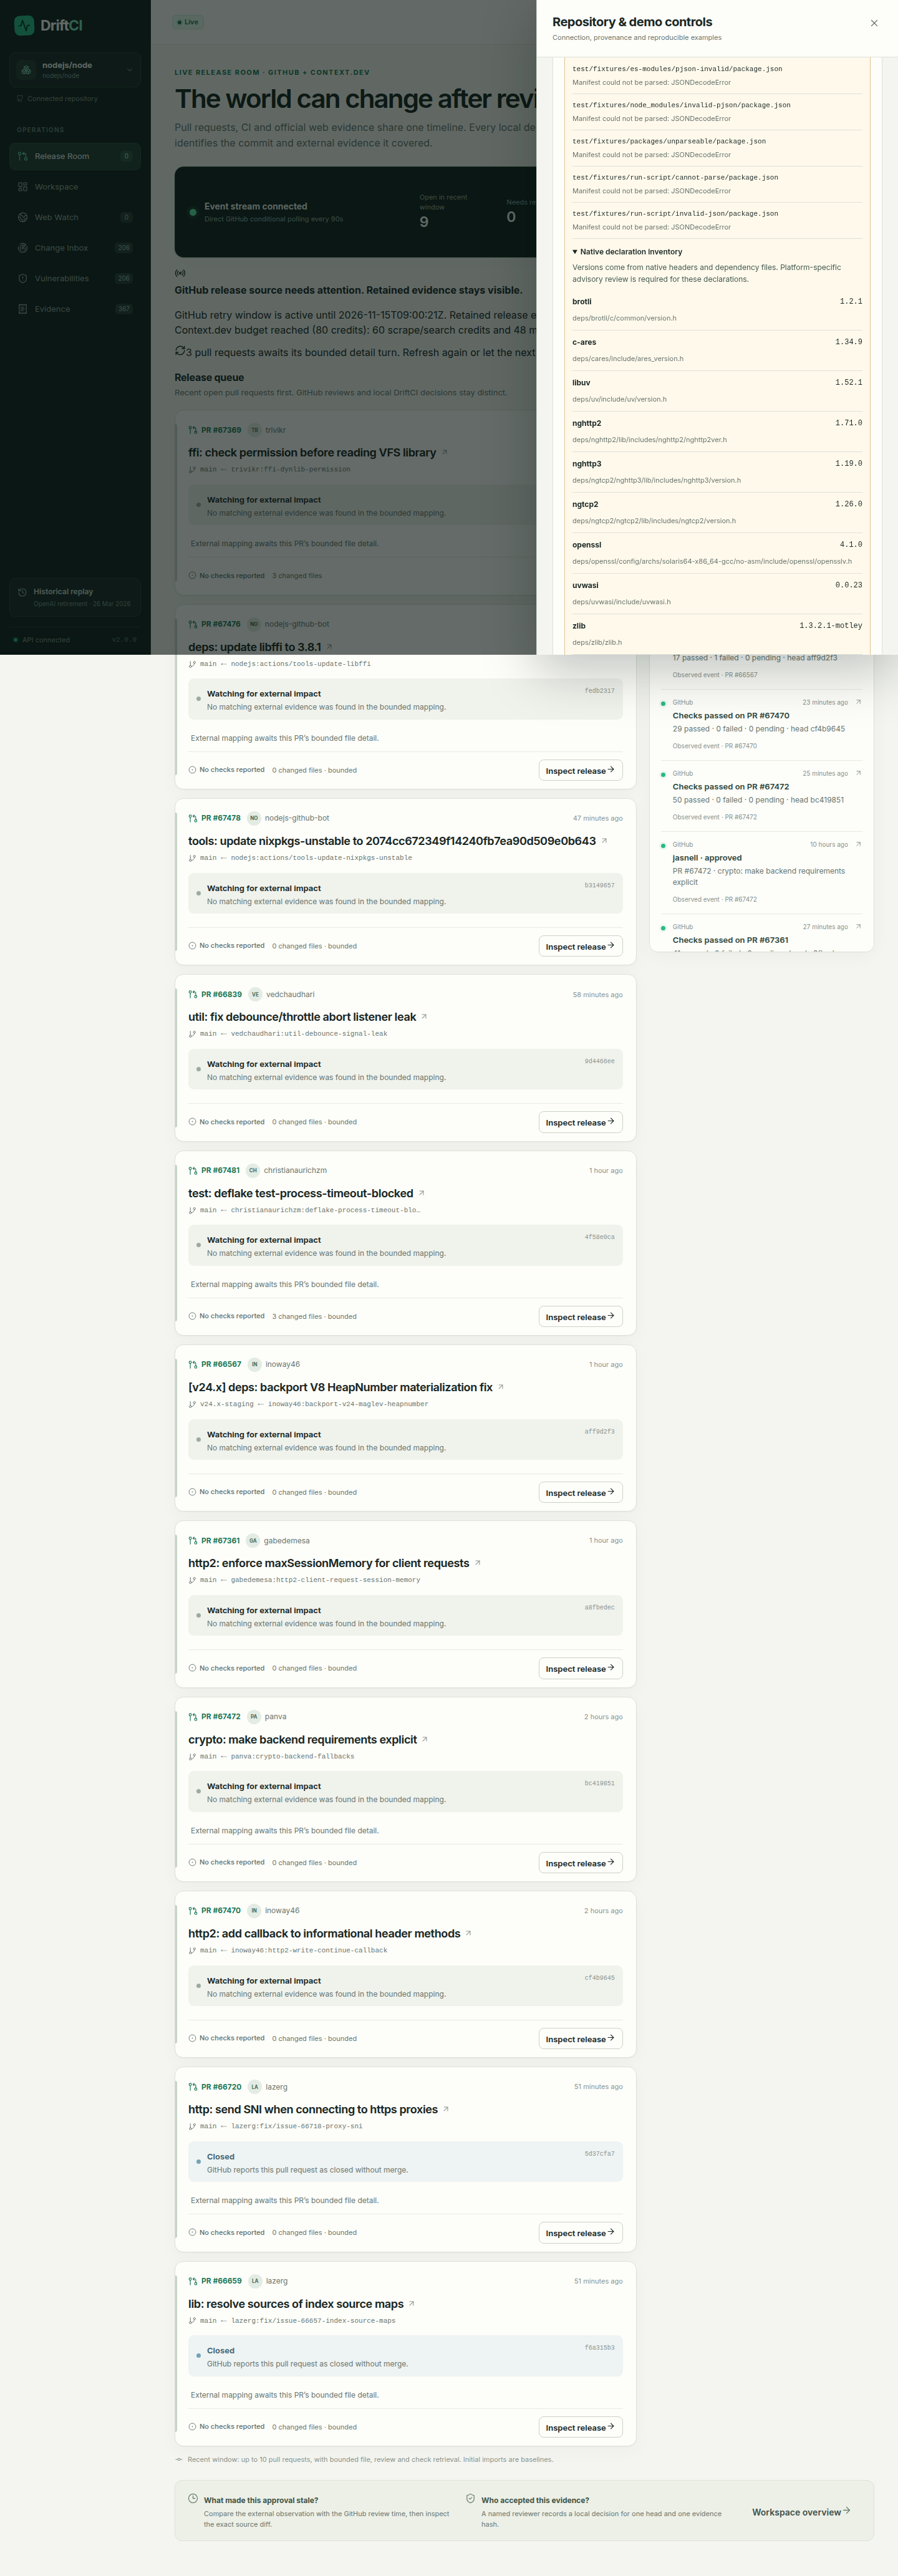 DriftCI
nodejs/node
nodejs/node
Connected repository
OPERATIONS
Release Room 0
Workspace
Web Watch 0
Change Inbox 206
Vulnerabilities 206
Evidence 367
Historical replay
OpenAI retirement · 26 Mar 2026
API connected v2.0.0
Live
LIVE RELEASE ROOM · GITHUB + CONTEXT.DEV
The world can change after revi
Pull requests, CI and official web evidence share one timeline. Every local de
identifies the commit and external evidence it covered.
Event stream connected
Direct GitHub conditional polling every 90s
Open in recent
window
9
Needs re
0
GitHub release source needs attention. Retained evidence stays visible.
GitHub retry window is active until 2026-11-15T09:00:21Z. Retained release e
Context.dev budget reached (80 credits): 60 scrape/search credits and 48 m
3 pull requests awaits its bounded detail turn. Refresh again or let the next
Release queue
Recent open pull requests first. GitHub reviews and local DriftCI decisions stay distinct.
PR #67369 TR trivikr
ffi: check permission before reading VFS library
main ← trivikr:ffi-dynlib-permission
Watching for external impact
No matching external evidence was found in the bounded mapping.
External mapping awaits this PR's bounded file detail.
No checks reported 3 changed files
PR #67476 NO nodejs-github-bot
deps: update libffi to 3.8.1
main ← nodejs:actions/tools-update-libffi
Watching for external impact fedb2317
No matching external evidence was found in the bounded mapping.
External mapping awaits this PR's bounded file detail.
No checks reported 0 changed files · bounded Inspect release
PR #67478 NO nodejs-github-bot 47 minutes ago
tools: update nixpkgs-unstable to 2074cc672349f14240fb7ea90d509e0b643
main ← nodejs:actions/tools-update-nixpkgs-unstable
Watching for external impact b3149657
No matching external evidence was found in the bounded mapping.
No checks reported 0 changed files · bounded Inspect release
PR #66839 VE vedchaudhari 58 minutes ago
util: fix debounce/throttle abort listener leak
main ← vedchaudhari:util-debounce-signal-leak
Watching for external impact 0d4466ee
No matching external evidence was found in the bounded mapping.
No checks reported 0 changed files · bounded Inspect release
PR #67481 CH christianaurichzm 1 hour ago
test: deflake test-process-timeout-blocked
main ← christianaurichzm:deflake-process-timeout-blo…
Watching for external impact 4f58e9ca
No matching external evidence was found in the bounded mapping.
External mapping awaits this PR's bounded file detail.
No checks reported 3 changed files · bounded Inspect release
PR #66567 IN inoway46 1 hour ago
[v24.x] deps: backport V8 HeapNumber materialization fix
v24.x-staging ← inoway46:backport-v24-maglev-heapnumber
Watching for external impact aff9d2f3
No matching external evidence was found in the bounded mapping.
No checks reported 0 changed files · bounded Inspect release
PR #67361 GA gabedemesa 1 hour ago
http2: enforce maxSessionMemory for client requests
main ← gabedemesa:http2-client-request-session-memory
Watching for external impact a8fbedec
No matching external evidence was found in the bounded mapping.
No checks reported 0 changed files · bounded Inspect release
PR #67472 PA panva 2 hours ago
crypto: make backend requirements explicit
main ← panva:crypto-backend-fallbacks
Watching for external impact bc419851
No matching external evidence was found in the bounded mapping.
External mapping awaits this PR's bounded file detail.
No checks reported 0 changed files · bounded Inspect release
PR #67470 IN inoway46 2 hours ago
http2: add callback to informational header methods
main ← inoway46:http2-write-continue-callback
Watching for external impact cf4b9645
No matching external evidence was found in the bounded mapping.
No checks reported 0 changed files · bounded Inspect release
PR #66720 LA lazerg 51 minutes ago
http: send SNI when connecting to https proxies
main ← lazerg:fix/issue-66718-proxy-sni
Closed 5d37cfa7
GitHub reports this pull request as closed without merge.
External mapping awaits this PR's bounded file detail.
No checks reported 0 changed files · bounded Inspect release
PR #66659 LA lazerg 51 minutes ago
lib: resolve sources of index source maps
main ← lazerg:fix/issue-66657-index-source-maps
Closed f6a315b3
GitHub reports this pull request as closed without merge.
External mapping awaits this PR's bounded file detail.
No checks reported 0 changed files · bounded Inspect release
Recent window: up to 10 pull requests, with bounded file, review and check retrieval. Initial imports are baselines.
What made this approval stale?
Compare the external observation with the GitHub review time, then inspect
the exact source diff.
Who accepted this evidence?
A named reviewer records a local decision for one head and one evidence
hash.
Workspace overview
Repository & demo controls
Connection, provenance and reproducible examples
test/fixtures/es-modules/pjson-invalid/package.json
Manifest could not be parsed: JSONDecodeError
test/fixtures/node_modules/invalid-pjson/package.json
Manifest could not be parsed: JSONDecodeError
test/fixtures/packages/unparseable/package.json
Manifest could not be parsed: JSONDecodeError
test/fixtures/run-script/cannot-parse/package.json
Manifest could not be parsed: JSONDecodeError
test/fixtures/run-script/invalid-json/package.json
Manifest could not be parsed: JSONDecodeError
▼ Native declaration inventory
Versions come from native headers and dependency files. Platform-specific
advisory review is required for these declarations.
brotli 1.2.1
deps/brotli/c/common/version.h
c-ares 1.34.9
deps/cares/include/ares_version.h
libuv 1.52.1
deps/uv/include/uv/version.h
nghttp2 1.71.0
deps/nghttp2/lib/includes/nghttp2/nghttp2ver.h
nghttp3 1.19.0
deps/ngtcp2/nghttp3/lib/includes/nghttp3/version.h
ngtcp2 1.26.0
deps/ngtcp2/ngtcp2/lib/includes/ngtcp2/version.h
openssl 4.1.0
deps/openssl/config/archs/solaris64-x86_64-gcc/no-asm/include/openssl/opensslv.h
uvwasi 0.0.23
deps/uvwasi/include/uvwasi.h
zlib 1.3.2.1-motley
deps/zlib/zlib.h
17 passed · 1 failed · 0 pending · head aff9d2f3
Observed event · PR #66567
GitHub 23 minutes ago
Checks passed on PR #67470
29 passed · 0 failed · 0 pending · head cf4b9645
Observed event · PR #67470
GitHub 25 minutes ago
Checks passed on PR #67472
50 passed · 0 failed · 0 pending · head bc419851
Observed event · PR #67472
GitHub 10 hours ago
jasnell · approved
PR #67472 · crypto: make backend requirements
explicit
Observed event · PR #67472
GitHub 27 minutes ago
Checks passed on PR #67361